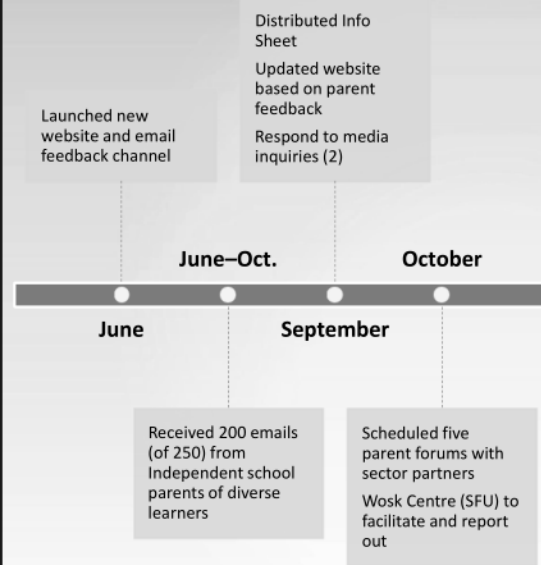 Distributed Info
Sheet
Updated website
based on parent
feedback
Respond to media
inquiries (2)
Launched new
website and email
feedback channel
June–Oct.
October
June
September
Received 200 emails
(of 250) from
Independent school
parents of diverse
learners
Scheduled five
parent forums with
sector partners
Wosk Centre (SFU) to
facilitate and report
out